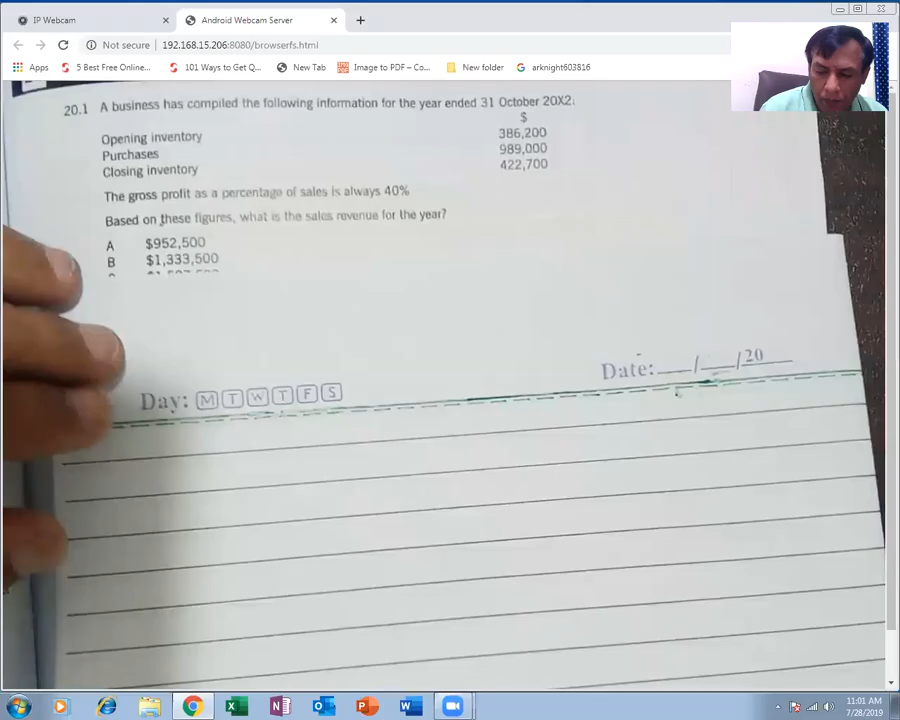 IP Webcam
Android Webcam Server
Not secure
192.168.15.206:8080/browserfs.html
Apps
5 Best Free Online...
101 Ways to Get Q...
New Tab
Image to PDF – Co...
New folder
arknight603816
20.1 A business has compiled the following information for the year ended 31 October 20X2:
$
Opening inventory 386,200
Purchases 989,000
Closing inventory 422,700
The gross profit as a percentage of sales is always 40%
Based on these figures, what is the sales revenue for the year?
A $952,500
B $1,333,500
Day: M T W T F S
Date:___/___/20
11:01 AM
7/28/2019